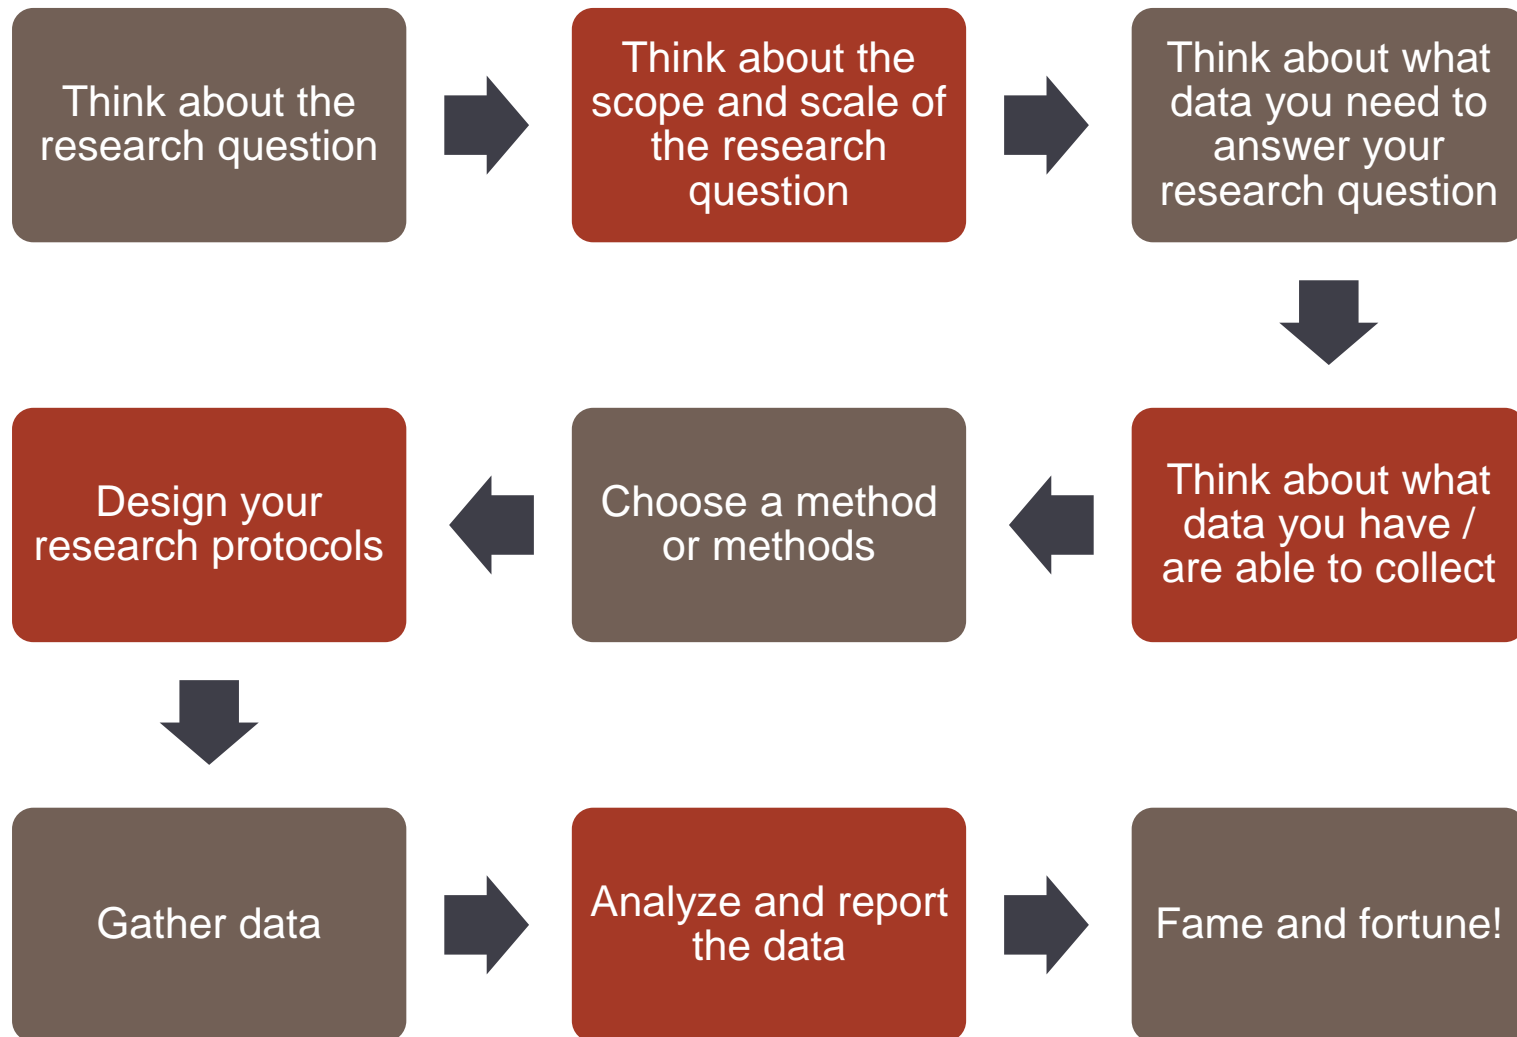 Think about the
research question
Think about the
scope and scale of
the research
question
Think about what
data you need to
answer your
research question
Think about what
data you have /
are able to collect
Choose a method
or methods
Design your
research protocols
Gather data
Analyze and report
the data
Fame and fortune!